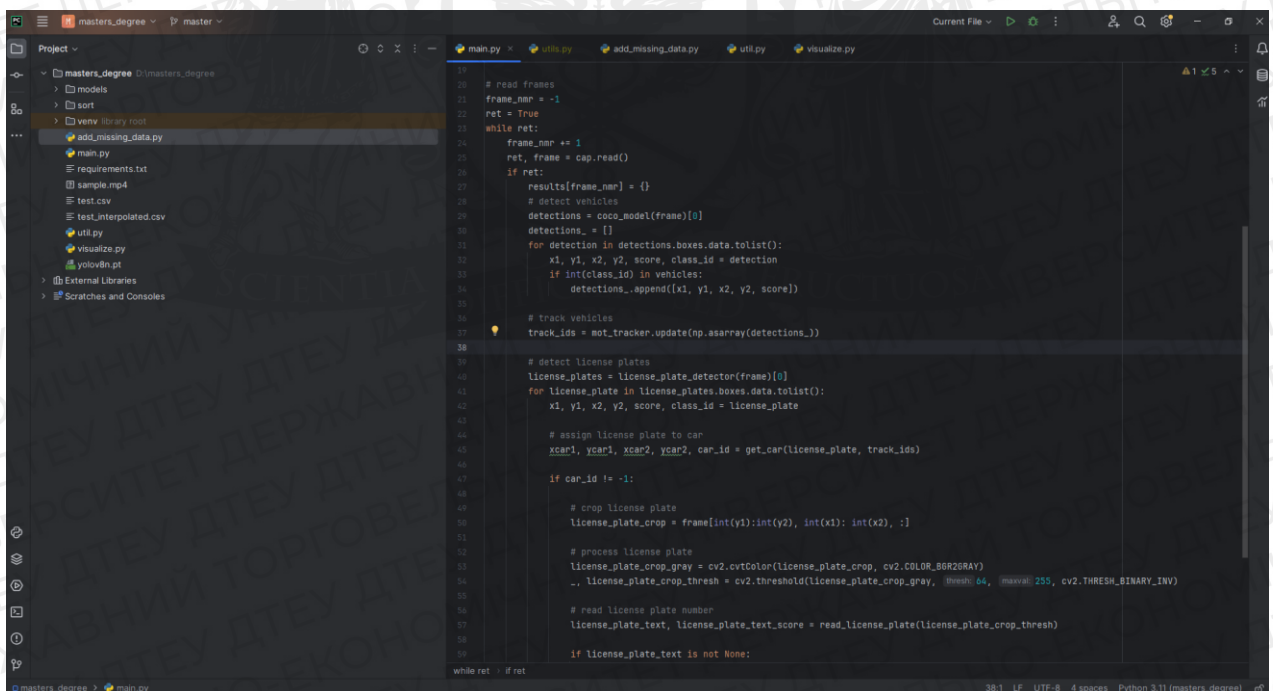 PC M masters_degree master Current File
Project main.py utils.py add_missing_data.py util.py visualize.py
masters_degree D:\masters_degree
models
sort
venv library root
add_missing_data.py
main.py
requirements.txt
sample.mp4
test.csv
test_interpolated.csv
util.py
visualize.py
yolov8n.pt
External Libraries
Scratches and Consoles
1 5
19
20 # read frames
21 frame_nmr = -1
22 ret = True
23 while ret:
24 frame_nmr += 1
25 ret, frame = cap.read()
26 if ret:
27 results[frame_nmr] = {}
28 # detect vehicles
29 detections = coco_model(frame)[0]
30 detections_ = []
31 for detection in detections.boxes.data.tolist():
32 x1, y1, x2, y2, score, class_id = detection
33 if int(class_id) in vehicles:
34 detections_.append([x1, y1, x2, y2, score])
35
36 # track vehicles
37 track_ids = mot_tracker.update(np.asarray(detections_))
38
39 # detect license plates
40 license_plates = license_plate_detector(frame)[0]
41 for license_plate in license_plates.boxes.data.tolist():
42 x1, y1, x2, y2, score, class_id = license_plate
43
44 # assign license plate to car
45 xcar1, ycar1, xcar2, ycar2, car_id = get_car(license_plate, track_ids)
46
47 if car_id != -1:
48
49 # crop license plate
50 license_plate_crop = frame[int(y1):int(y2), int(x1): int(x2), :]
51
52 # process license plate
53 license_plate_crop_gray = cv2.cvtColor(license_plate_crop, cv2.COLOR_BGR2GRAY)
54 _, license_plate_crop_thresh = cv2.threshold(license_plate_crop_gray, thresh: 64, maxval: 255, cv2.THRESH_BINARY_INV)
55
56 # read license plate number
57 license_plate_text, license_plate_text_score = read_license_plate(license_plate_crop_thresh)
58
59 if license_plate_text is not None:
while ret > if ret
masters_degree > main.py 38:1 LF UTF-8 4 spaces Python 3.11 (masters_degree)